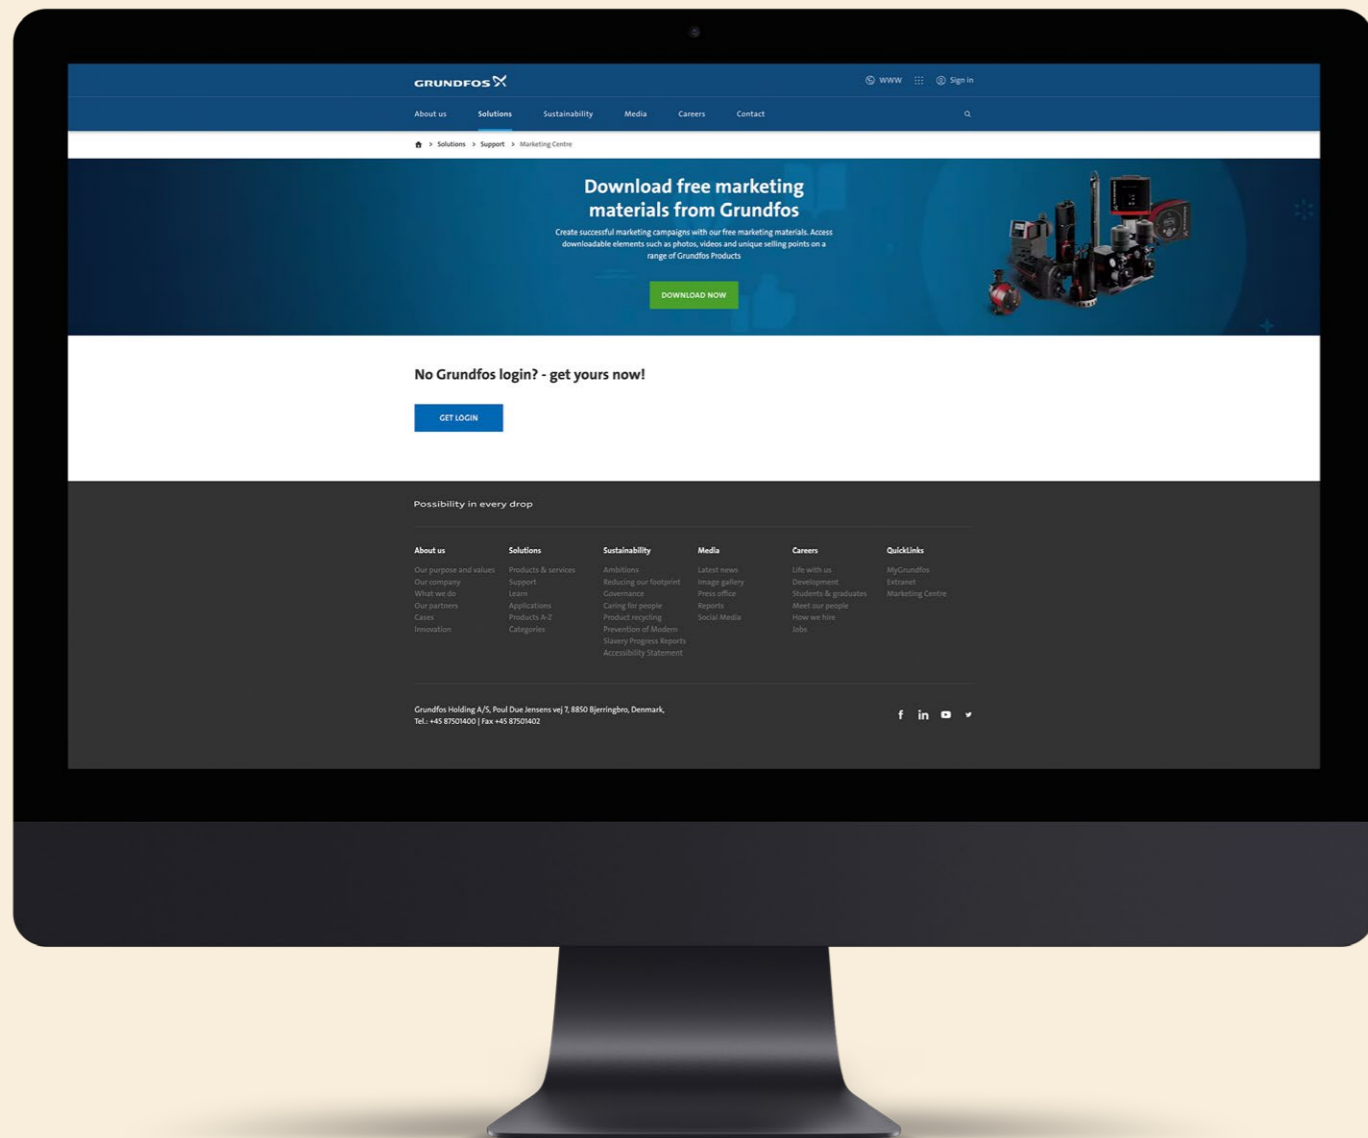 GRUNDFOS
WWW
Sign in
About us Solutions Sustainability Media Careers Contact
> Solutions > Support > Marketing Centre
Download free marketing
materials from Grundfos
Create successful marketing campaigns with our free marketing materials. Access
downloadable elements such as photos, videos and unique selling points on a
range of Grundfos Products
DOWNLOAD NOW
No Grundfos login? - get yours now!
GET LOGIN
Possibility in every drop
About us
Our purpose and values
Our company
What we do
Our partners
Cases
Innovation
Solutions
Products & services
Support
Learn
Applications
Products A-Z
Categories
Sustainability
Ambitions
Reducing our footprint
Governance
Caring for people
Product recycling
Prevention of Modern
Slavery Progress Reports
Accessibility Statement
Media
Latest news
Image gallery
Press office
Reports
Social Media
Careers
Life with us
Development
Students & graduates
Meet our people
How we hire
Jobs
QuickLinks
MyGrundfos
Extranet
Marketing Centre
Grundfos Holding A/S, Poul Due Jensens vej 7, 8850 Bjerringbro, Denmark,
Tel.: +45 87501400 | Fax +45 87501402
f in